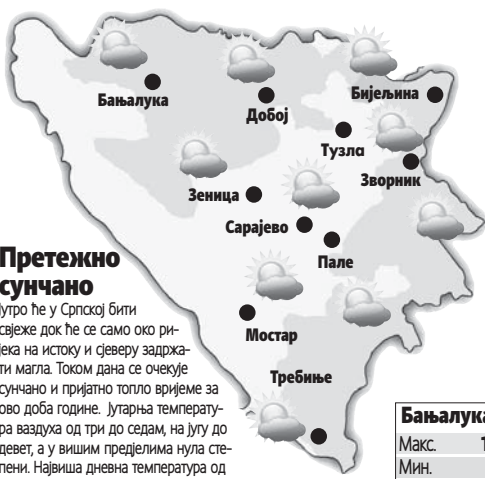 Бањалука
Добој
Бијељина
Тузла
Зворник
Зеница
Сарајево
Пале
Мостар
Требиње
Претежно
сунчано
Јутро ће у Српској бити
свјеже док ће се само око ри-
јека на истоку и сјеверу задржа-
ти магла. Током дана се очекује
сунчано и пријатно топло вријеме за
ово доба године. Јутарња температу-
ра ваздуха од три до седам, на југу до
девет, а у вишим предјелима нула сте-
пени. Највиша дневна температура од
Бањалука
Макс.
Мин.